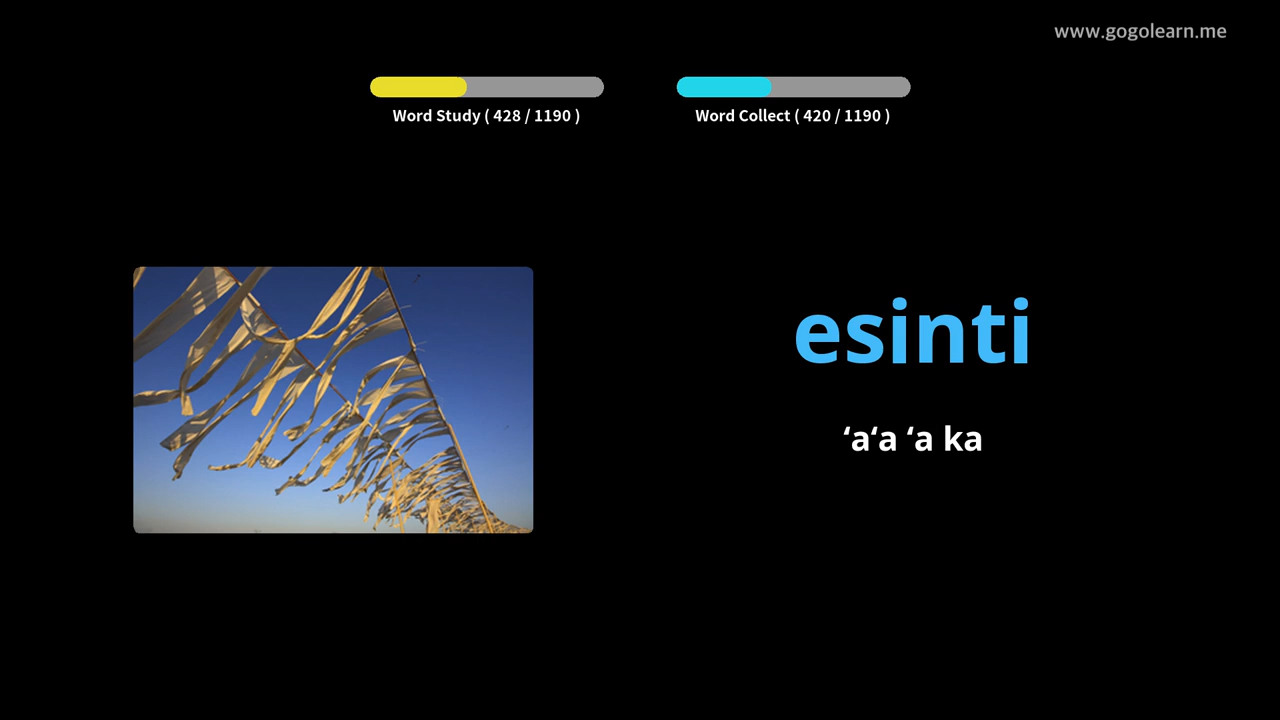 www.gogolearn.me
Word Study ( 428 / 1190 )
Word Collect ( 420 / 1190 )
esinti
ʻaʻa ʻa ka